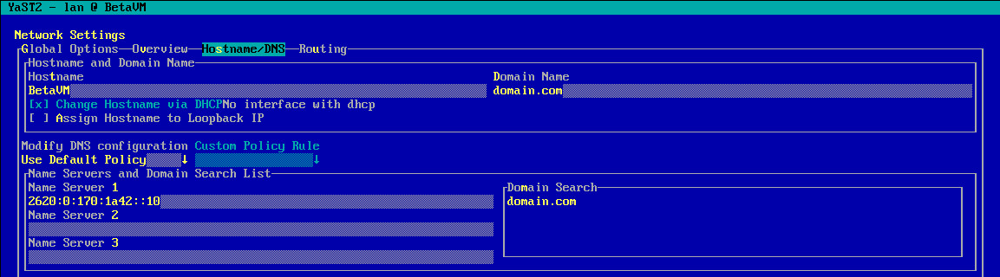 YaST2 - lan @ BetaVM
Network Settings
Global Options Overview Hostname/DNS Routing
Hostname and Domain Name
Hostname Domain Name
BetaVM domain.com
[x] Change Hostname via DHCPNo interface with dhcp
[ ] Assign Hostname to Loopback IP
Modify DNS configuration Custom Policy Rule
Use Default Policy↓ ↓
Name Servers and Domain Search List
Name Server 1 Domain Search
2620:0:170:1a42::10 domain.com
Name Server 2
Name Server 3